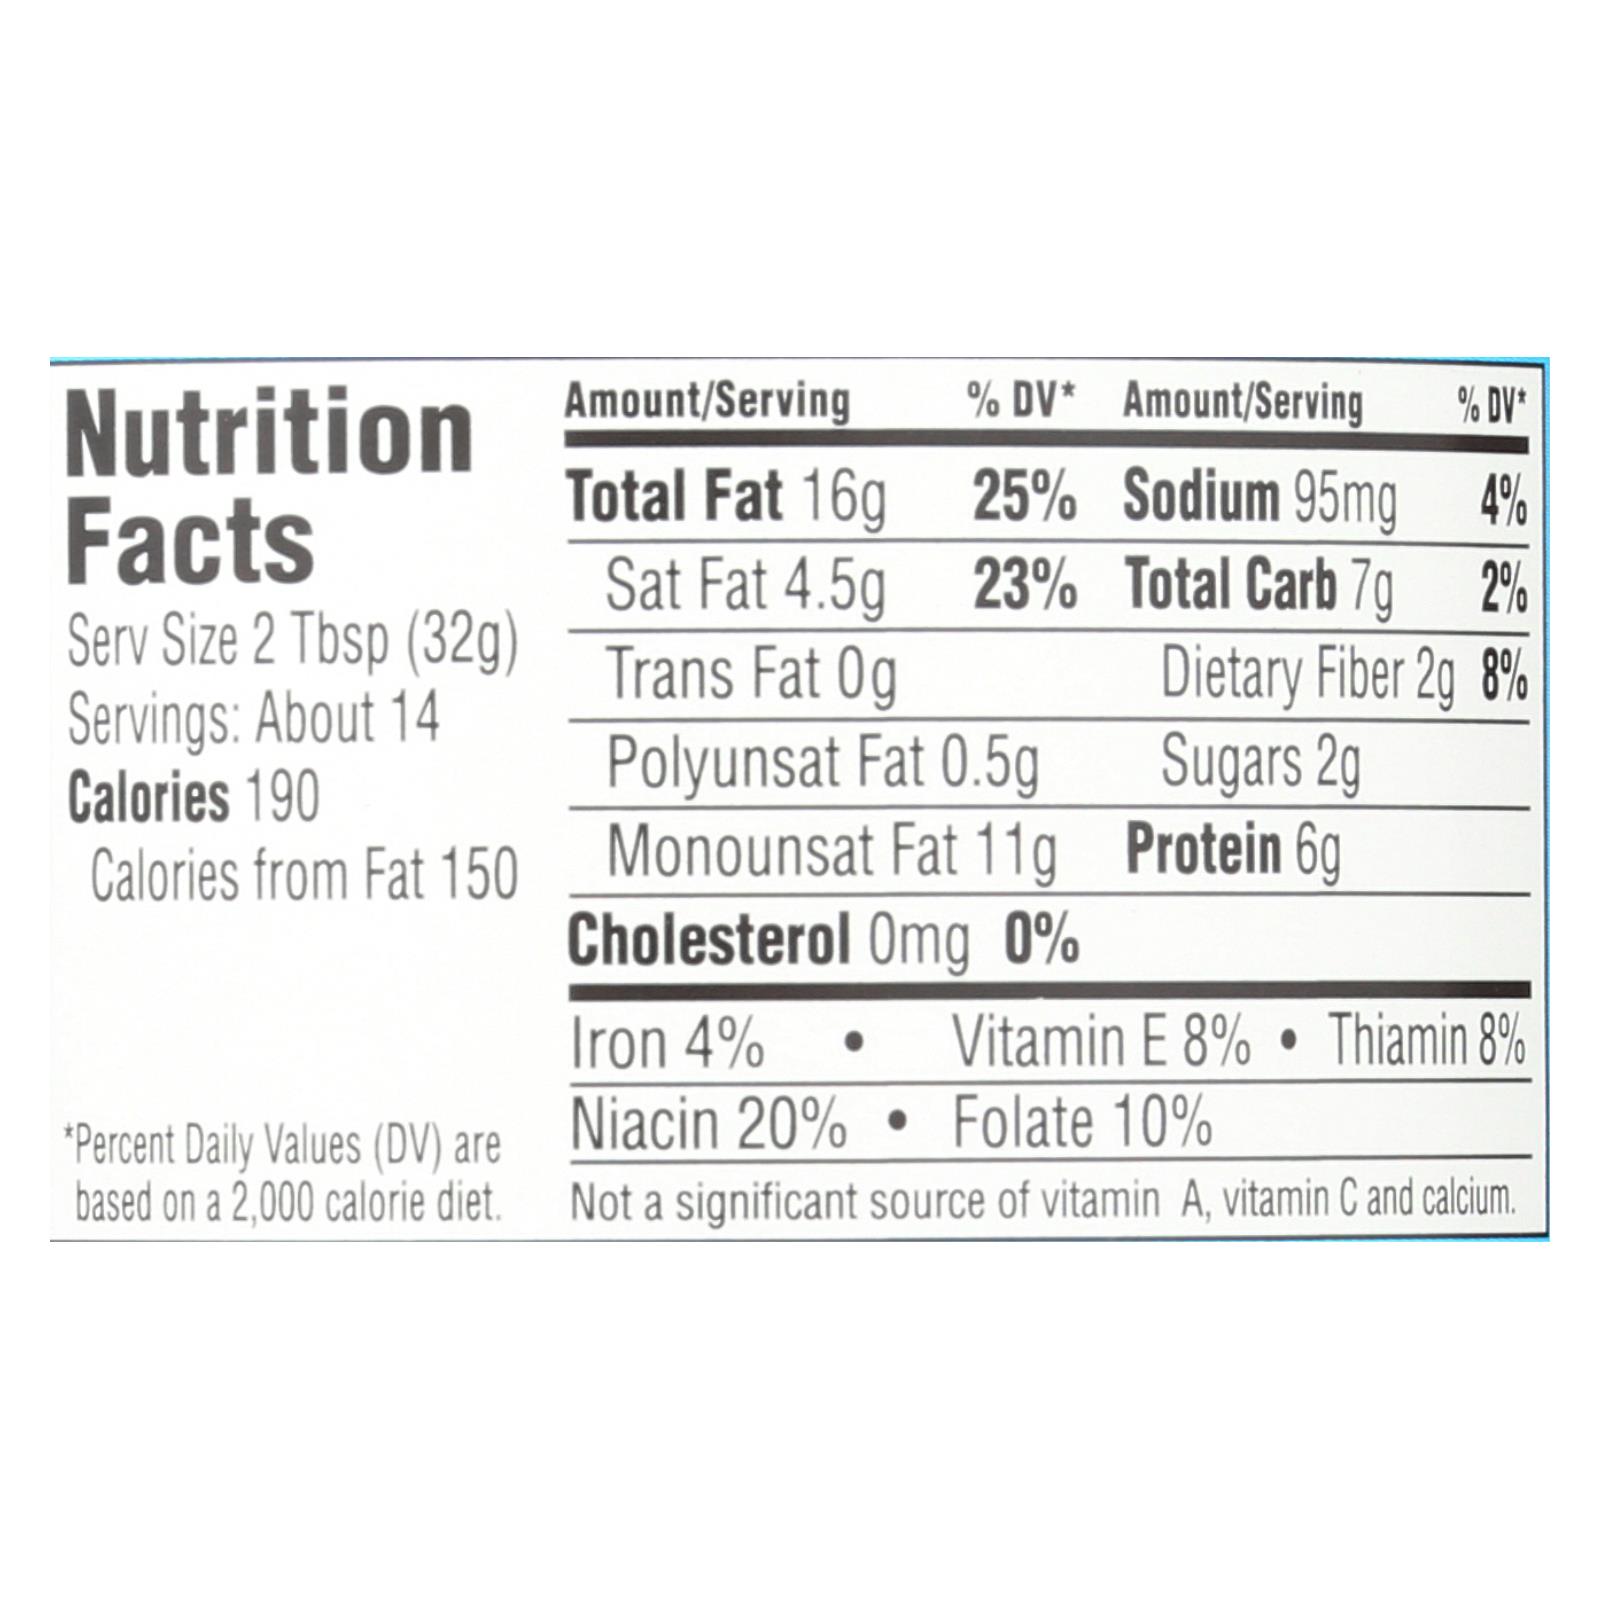 Nutrition
Facts
Serv Size 2 Tbsp (32g)
Servings: About 14
Calories 190
Calories from Fat 150
*Percent Daily Values (DV) are
based on a 2,000 calorie diet.
Amount/Serving % DV* Amount/Serving % DV*
Total Fat 16g 25% Sodium 95mg 4%
Sat Fat 4.5g 23% Total Carb 7g 2%
Trans Fat 0g Dietary Fiber 2g 8%
Polyunsat Fat 0.5g Sugars 2g
Monounsat Fat 11g Protein 6g
Cholesterol 0mg 0%
Iron 4% • Vitamin E 8% • Thiamin 8%
Niacin 20% • Folate 10%
Not a significant source of vitamin A, vitamin C and calcium.